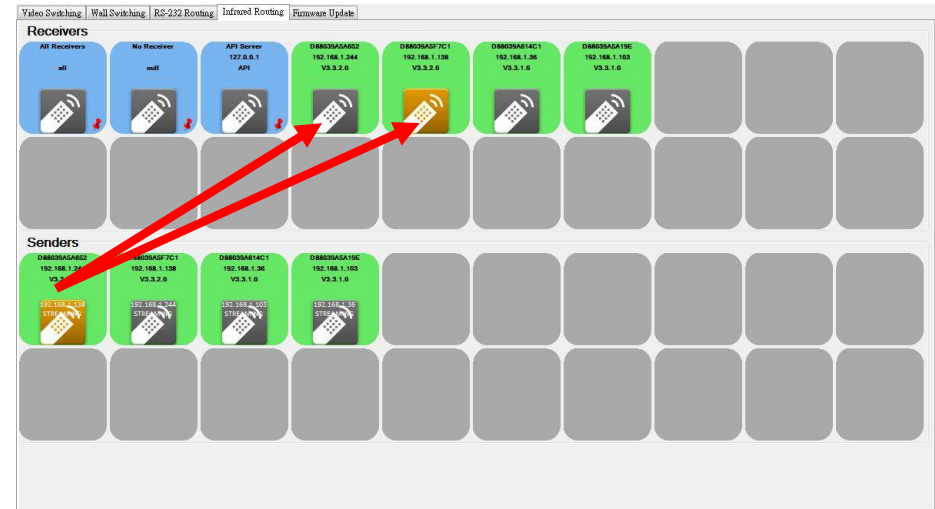 Video Switching Wall Switching RS-232 Routing Infrared Routing Firmware Update
Receivers
All Receivers
all
No Receiver
null
API Server
127.0.0.1
API
D88039A5A652
192.168.1.244
V3.3.2.0
D88039A5F7C1
192.168.1.138
V3.3.2.0
D88039A614C1
192.168.1.36
V3.3.1.0
D88039A5A19E
192.168.1.103
V3.3.1.0
Senders
D88039A5A652
192.168.1.138
STREAMING
192.168.1.138
V3.3.2.0
192.168.1.244
STREAMING
D88039A614C1
192.168.1.36
V3.3.1.0
192.168.1.103
STREAMING
D88039A5A19E
192.168.1.103
V3.3.1.0
192.168.1.36
STREAMING